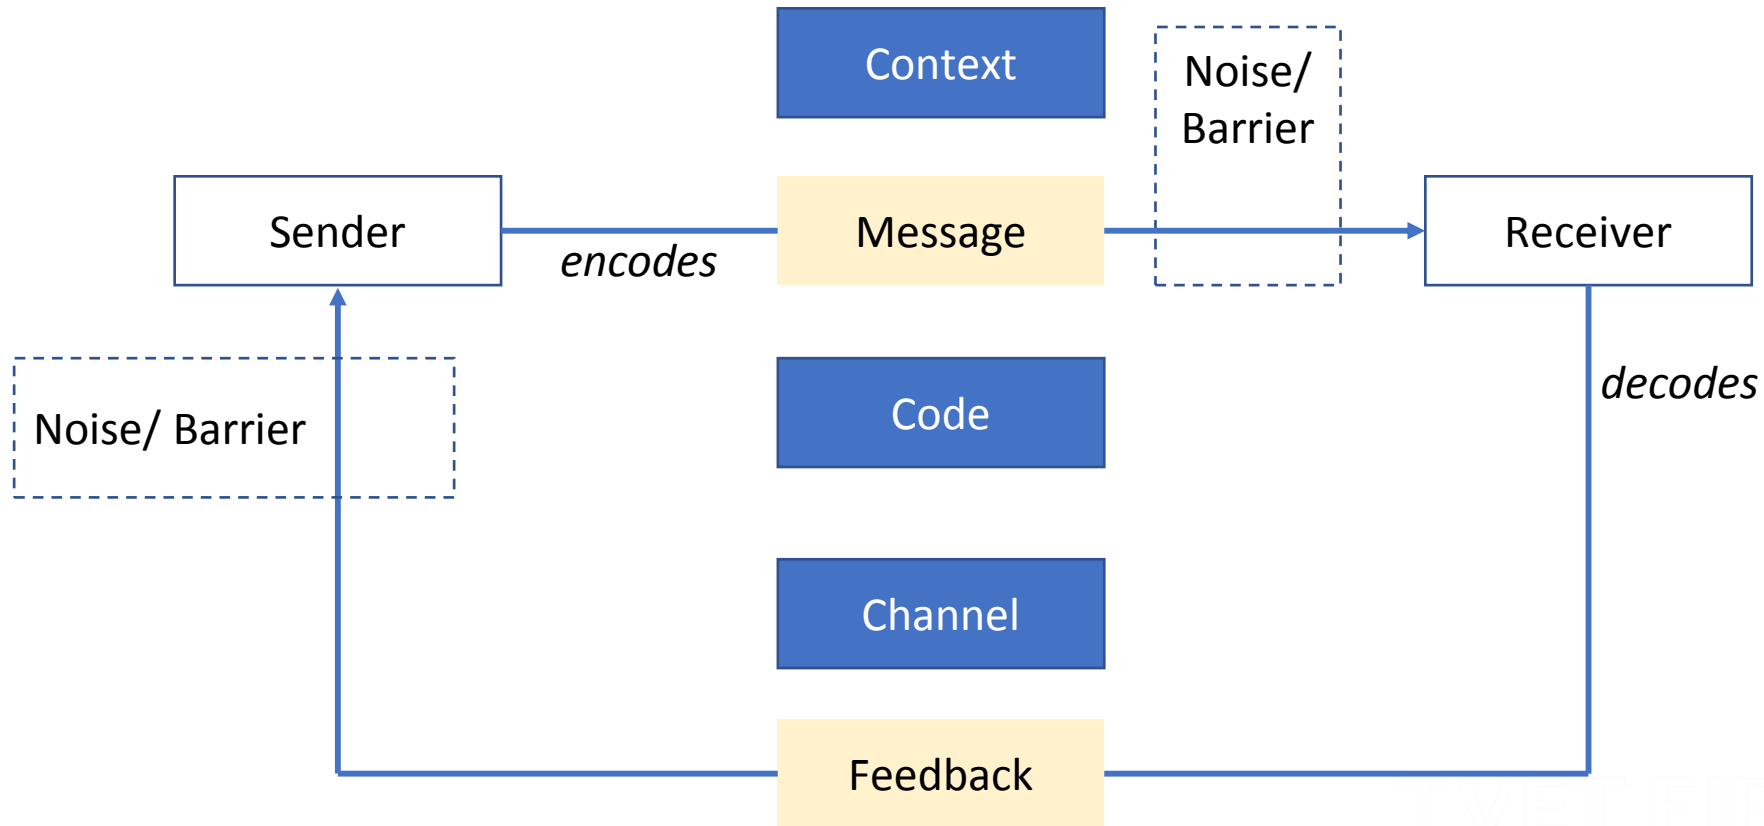 Context
Noise/
Barrier
Sender
encodes
Message
Receiver
decodes
Noise/ Barrier
Code
Channel
Feedback